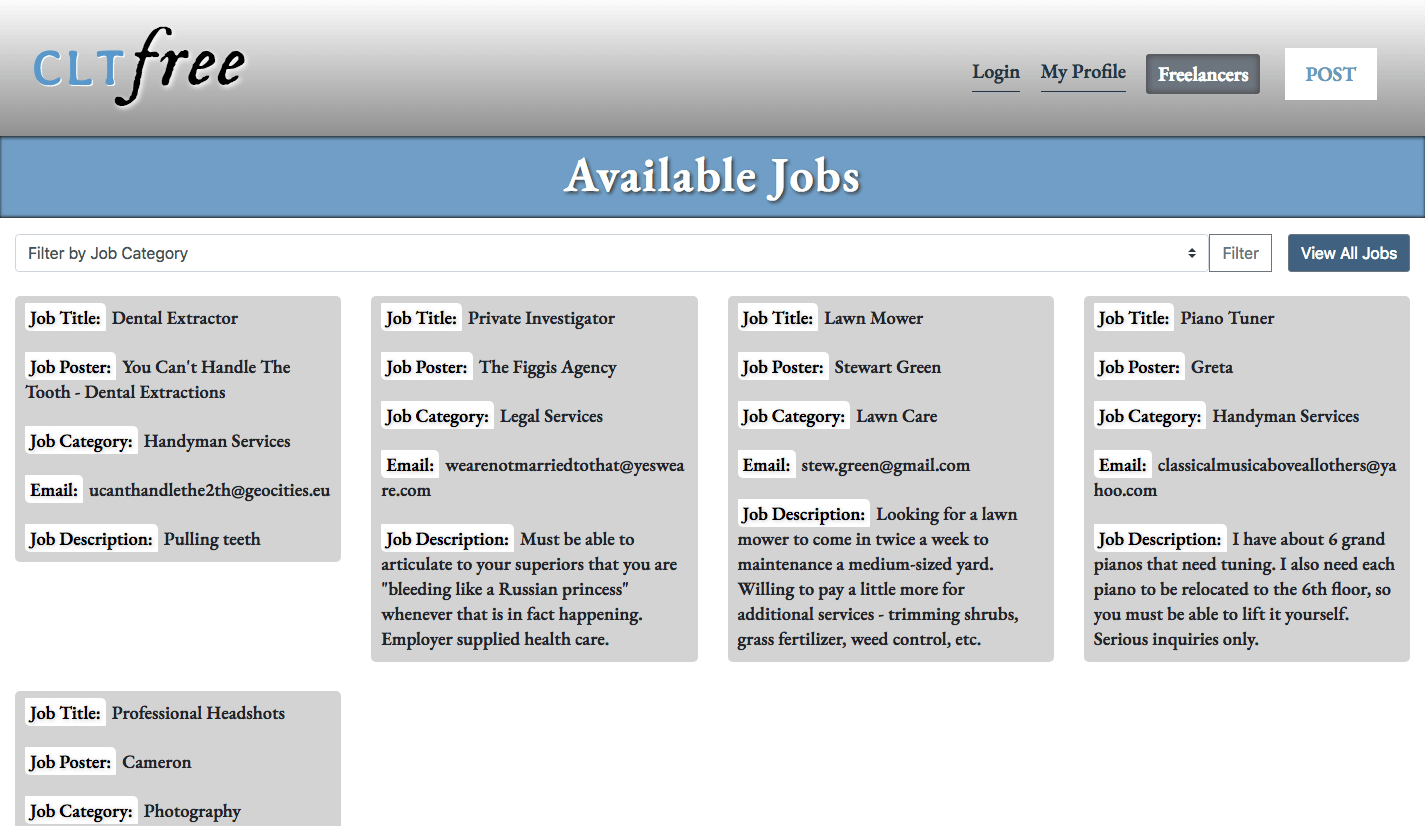 CLTfree
Login My Profile Freelancers POST
Available Jobs
Filter by Job Category Filter View All Jobs
Job Title: Dental Extractor
Job Poster: You Can't Handle The
Tooth - Dental Extractions
Job Category: Handyman Services
Email: ucanthandlethe2th@geocities.eu
Job Description: Pulling teeth
Job Title: Private Investigator
Job Poster: The Figgis Agency
Job Category: Legal Services
Email: wearenotmarriedtothat@yeswea
re.com
Job Description: Must be able to
articulate to your superiors that you are
"bleeding like a Russian princess"
whenever that is in fact happening.
Employer supplied health care.
Job Title: Lawn Mower
Job Poster: Stewart Green
Job Category: Lawn Care
Email: stew.green@gmail.com
Job Description: Looking for a lawn
mower to come in twice a week to
maintenance a medium-sized yard.
Willing to pay a little more for
additional services - trimming shrubs,
grass fertilizer, weed control, etc.
Job Title: Piano Tuner
Job Poster: Greta
Job Category: Handyman Services
Email: classicalmusicaboveallothers@ya
hoo.com
Job Description: I have about 6 grand
pianos that need tuning. I also need each
piano to be relocated to the 6th floor, so
you must be able to lift it yourself.
Serious inquiries only.
Job Title: Professional Headshots
Job Poster: Cameron
Job Category: Photography